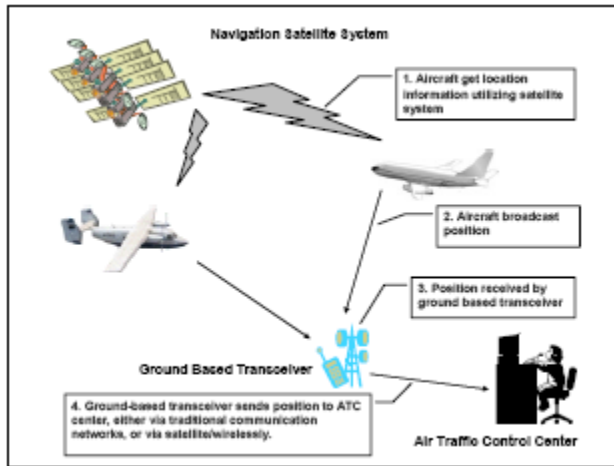 Navigation Satellite System
1. Aircraft get location
information utilizing satellite
system
2. Aircraft broadcast
position
3. Position received by
ground based transceiver
Ground Based Transceiver
4. Ground-based transceiver sends position to ATC
center, either via traditional communication
networks, or via satellite/wirelessly.
Air Traffic Control Center